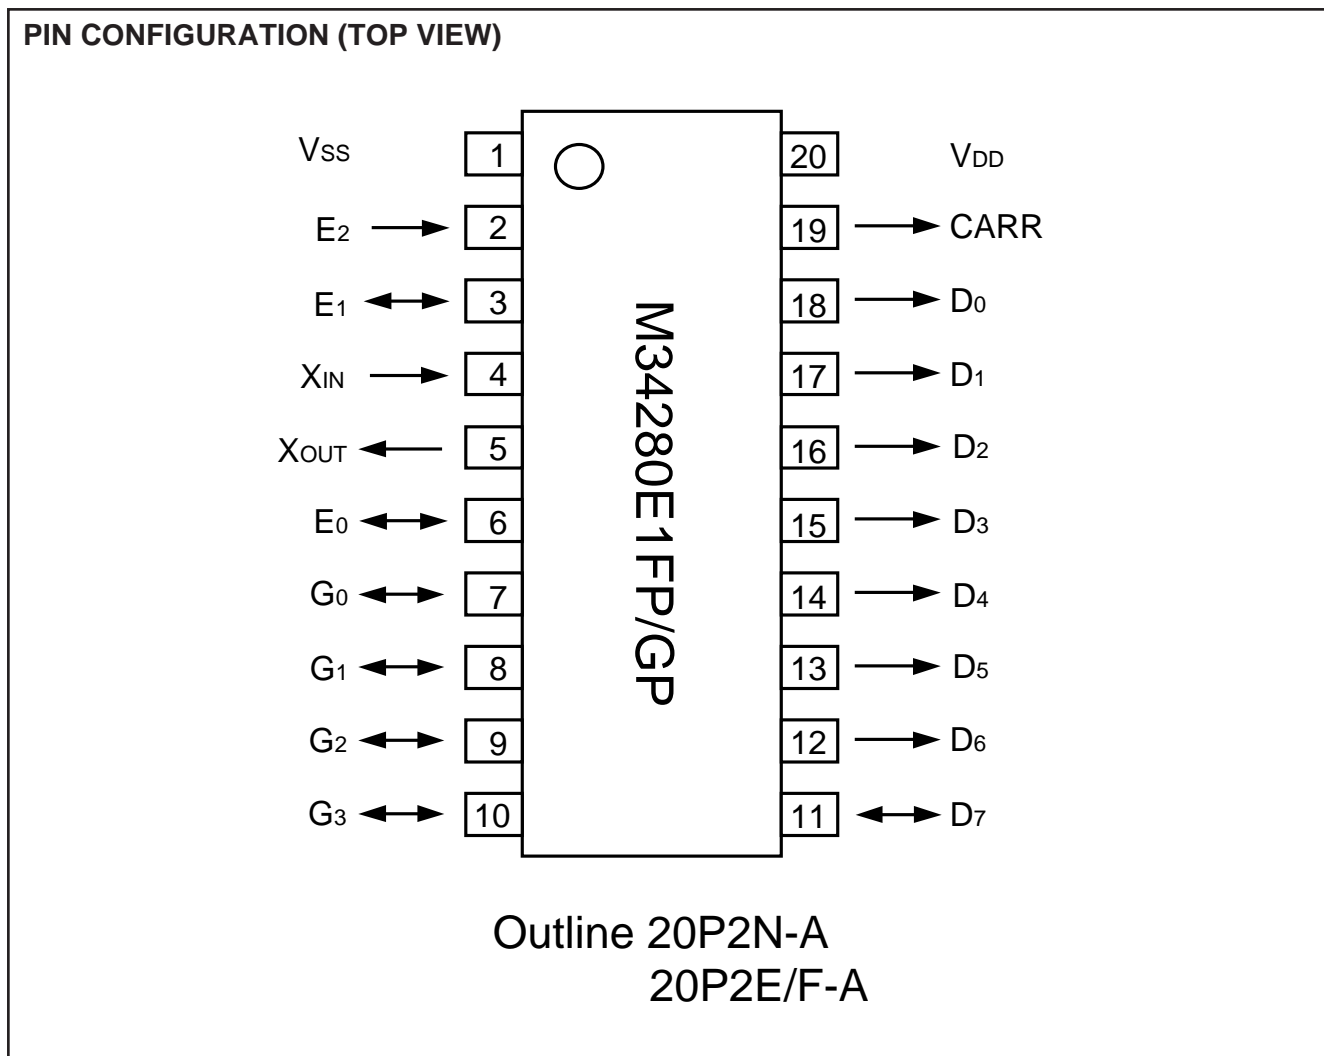 PIN CONFIGURATION (TOP VIEW)
VSS 1 20 VDD
E2 2 19 CARR
E1 3 18 D0
XIN 4 17 D1
XOUT 5 16 D2
E0 6 15 D3
G0 7 14 D4
G1 8 13 D5
G2 9 12 D6
G3 10 11 D7
M34280E1FP/GP
Outline 20P2N-A
20P2E/F-A